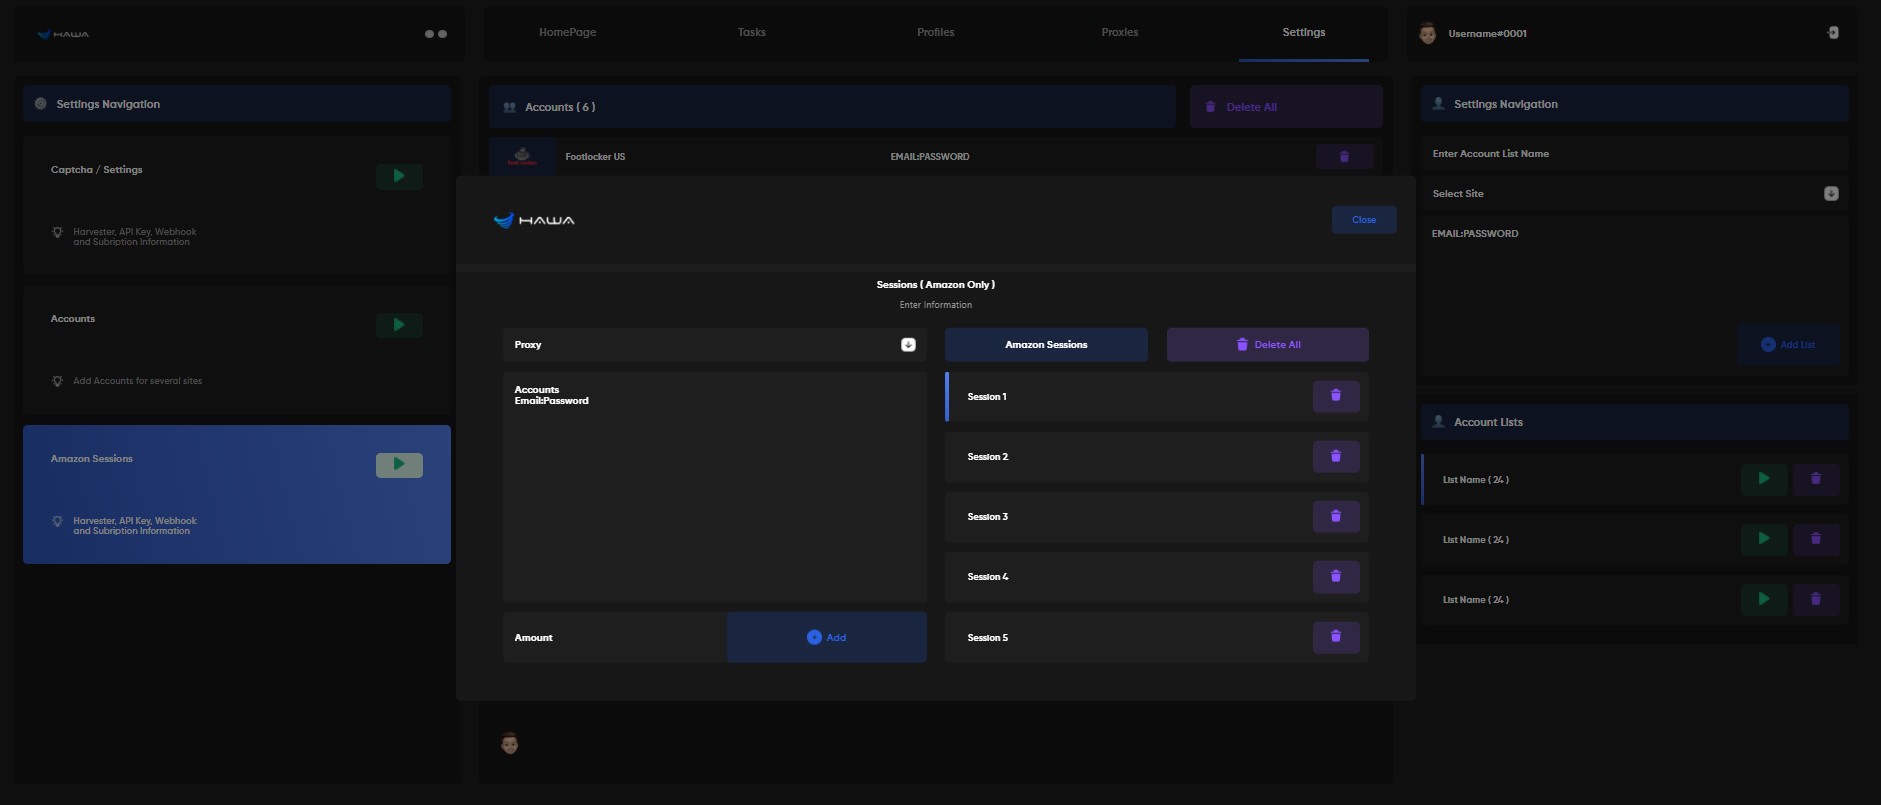 HAWA
HomePage
Tasks
Profiles
Proxies
Settings
Username#0001
Settings Navigation
Captcha / Settings
Harvester, API Key, Webhook
and Subription Information
Accounts
Add Accounts for several sites
Amazon Sessions
Harvester, API Key, Webhook
and Subription Information
Accounts ( 6 )
Delete All
Footlocker US
EMAIL:PASSWORD
HAWA
Close
Sessions ( Amazon Only )
Enter Information
Proxy
Accounts
Email:Password
Amount
Add
Amazon Sessions
Delete All
Session 1
Session 2
Session 3
Session 4
Session 5
Settings Navigation
Enter Account List Name
Select Site
EMAIL:PASSWORD
Add List
Account Lists
List Name ( 24 )
List Name ( 24 )
List Name ( 24 )